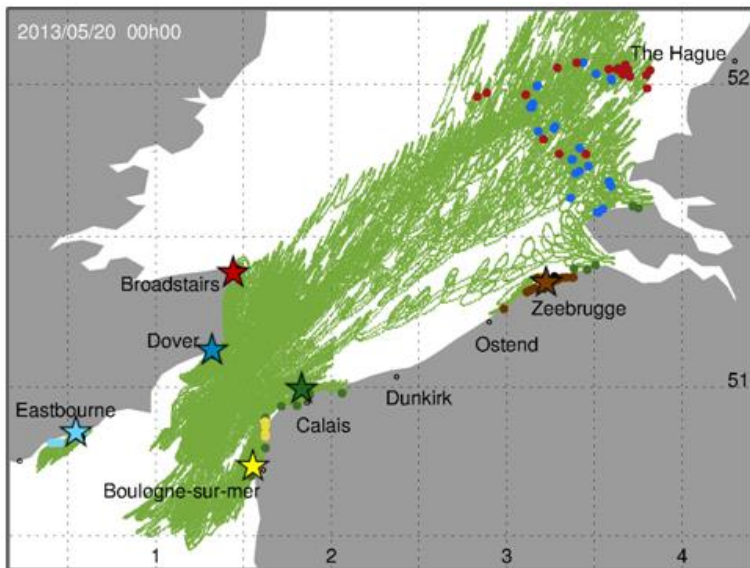 2013/05/20 00h00
The Hague
52
Broadstairs
Zeebrugge
Dover
Ostend
51
Dunkirk
Eastbourne
Calais
Boulogne-sur-mer
1
2
3
4